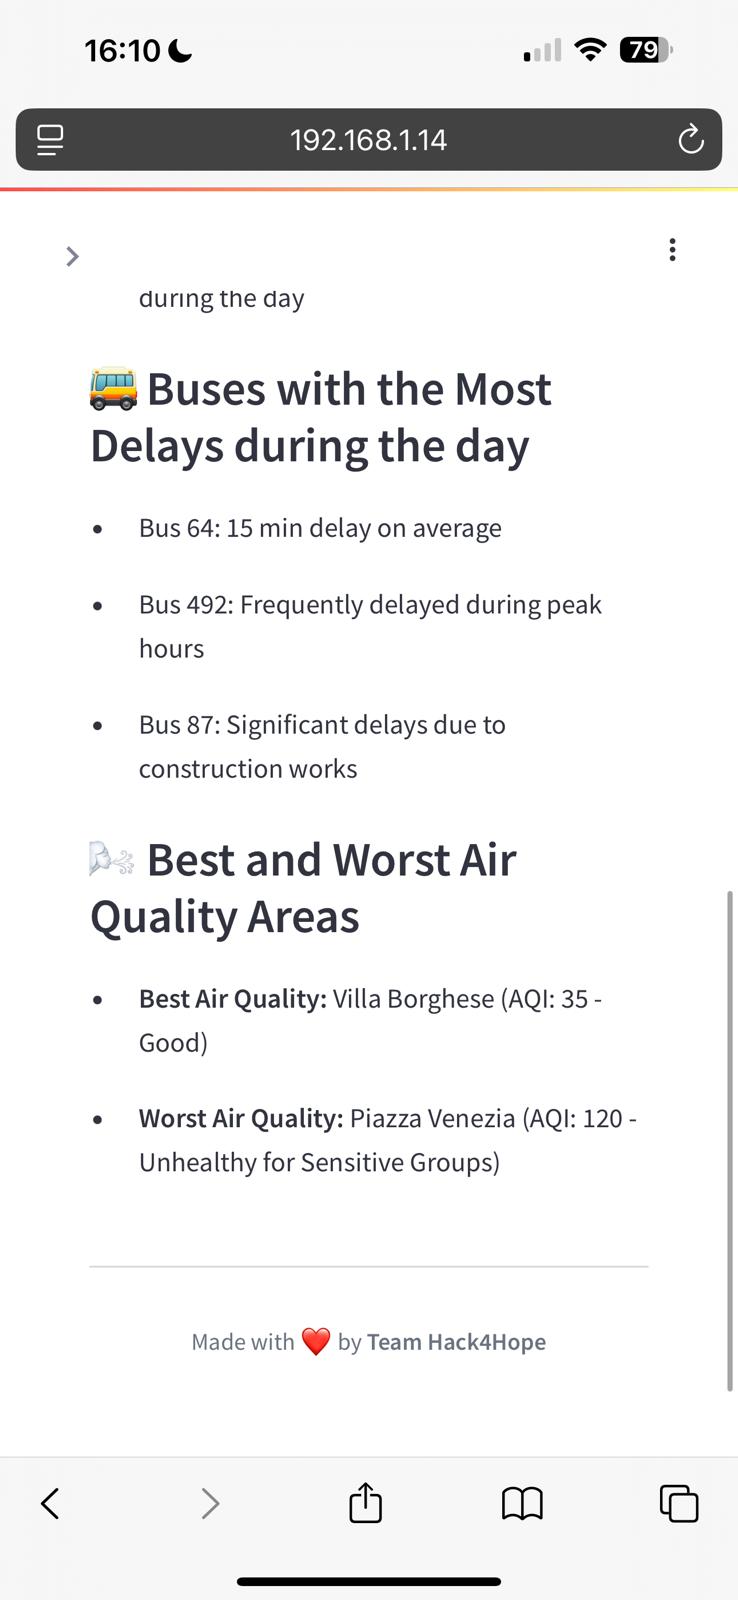 16:10
79
192.168.1.14
during the day
🚌 Buses with the Most
Delays during the day
• Bus 64: 15 min delay on average
• Bus 492: Frequently delayed during peak
hours
• Bus 87: Significant delays due to
construction works
🌬️ Best and Worst Air
Quality Areas
• Best Air Quality: Villa Borghese (AQI: 35 -
Good)
• Worst Air Quality: Piazza Venezia (AQI: 120 -
Unhealthy for Sensitive Groups)
Made with ❤️ by Team Hack4Hope